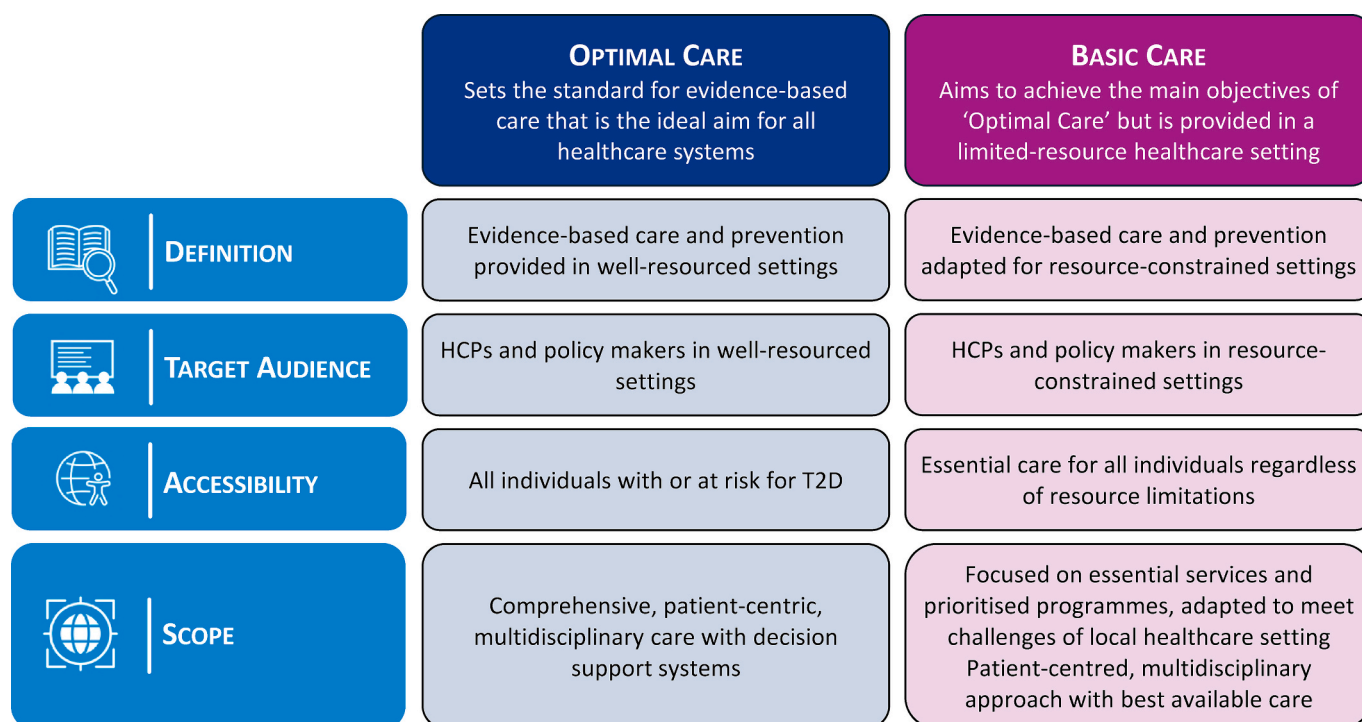 OPTIMAL CARE
Sets the standard for evidence-based
care that is the ideal aim for all
healthcare systems
BASIC CARE
Aims to achieve the main objectives of
‘Optimal Care’ but is provided in a
limited-resource healthcare setting
DEFINITION
Evidence-based care and prevention
provided in well-resourced settings
Evidence-based care and prevention
adapted for resource-constrained settings
TARGET AUDIENCE
HCPs and policy makers in well-resourced
settings
HCPs and policy makers in resource-
constrained settings
ACCESSIBILITY
All individuals with or at risk for T2D
Essential care for all individuals regardless
of resource limitations
SCOPE
Comprehensive, patient-centric,
multidisciplinary care with decision
support systems
Focused on essential services and
prioritised programmes, adapted to meet
challenges of local healthcare setting
Patient-centred, multidisciplinary
approach with best available care